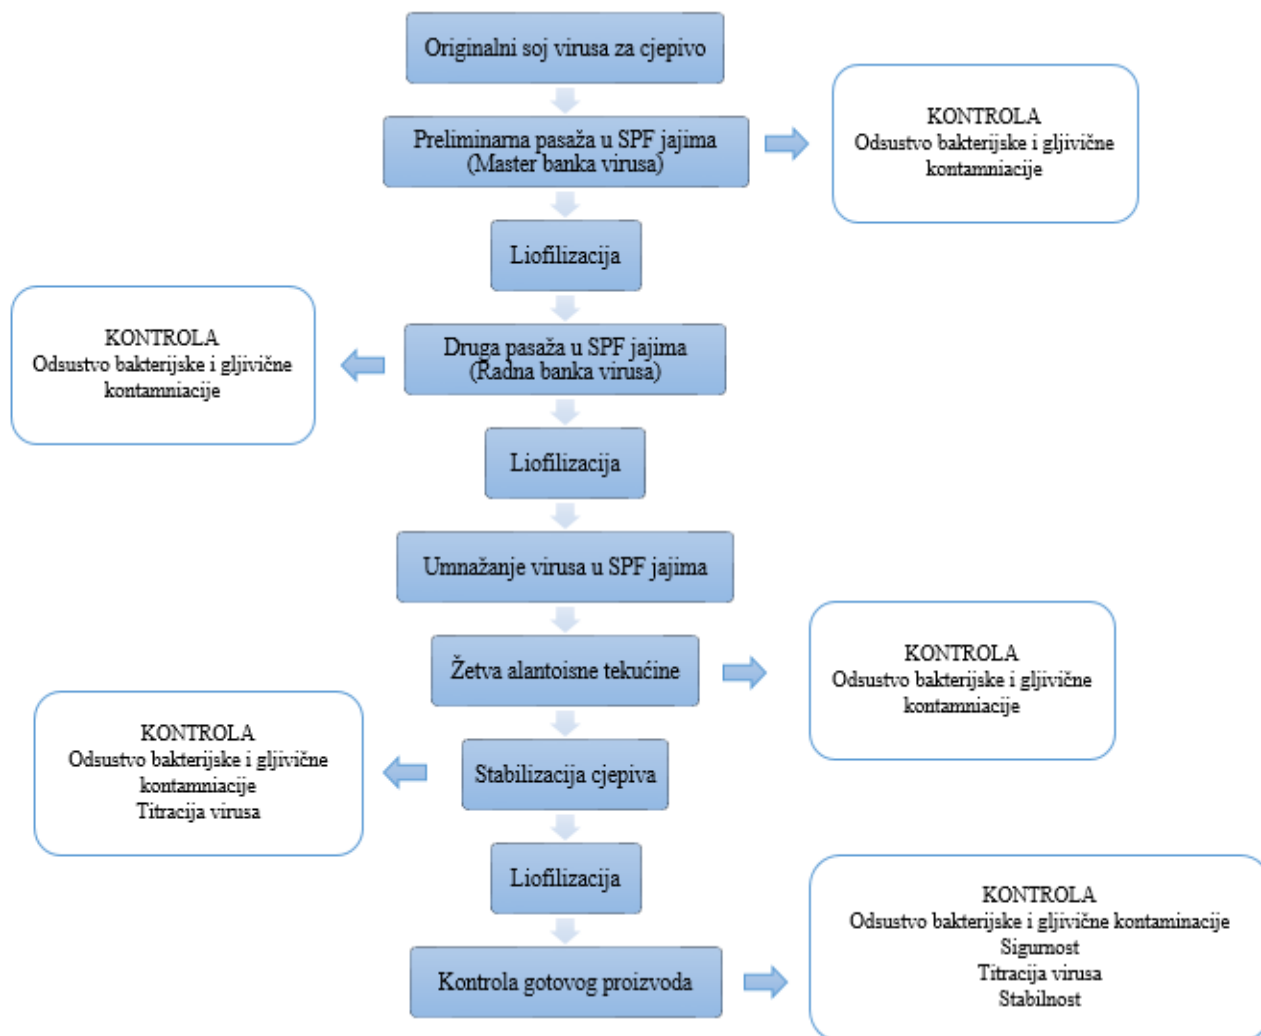 Originalni soj virusa za cjepivo
Preliminarna pasaža u SPF jajima
(Master banka virusa)
KONTROLA
Odsustvo bakterijske i gljivične
kontamniacije
Liofilizacija
KONTROLA
Odsustvo bakterijske i gljivične
kontamniacije
Druga pasaža u SPF jajima
(Radna banka virusa)
Liofilizacija
Umnažanje virusa u SPF jajima
Žetva alantoisne tekućine
KONTROLA
Odsustvo bakterijske i gljivične
kontamniacije
KONTROLA
Odsustvo bakterijske i gljivične
kontamniacije
Titracija virusa
Stabilizacija cjepiva
Liofilizacija
Kontrola gotovog proizvoda
KONTROLA
Odsustvo bakterijske i gljivične kontaminacije
Sigurnost
Titracija virusa
Stabilnost